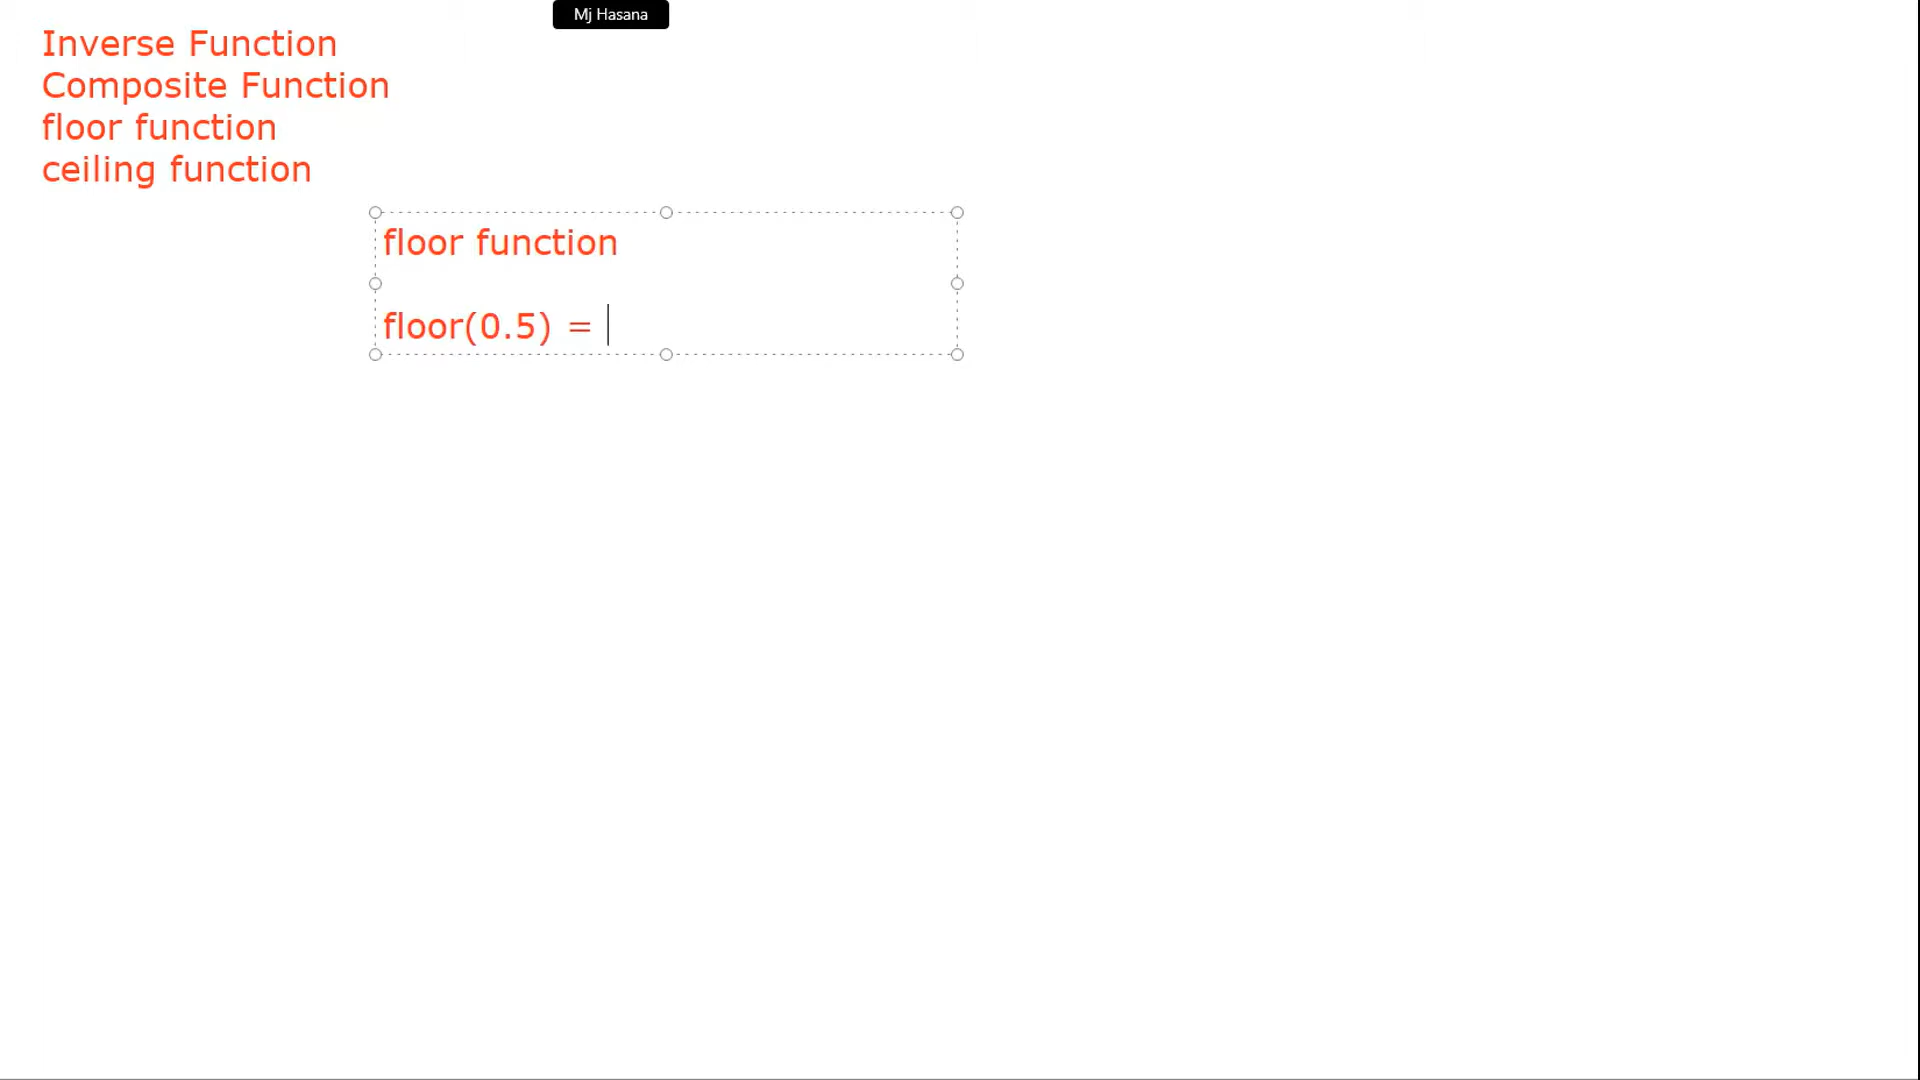 Mj Hasana
Inverse Function
Composite Function
floor function
ceiling function
floor function
floor(0.5) =